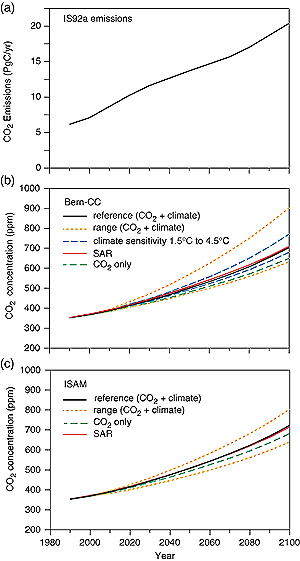 (a)
IS92a emissions
CO2 Emissions (PgC/yr)
25
20
15
10
5
0
(b)
Bern-CC
reference (CO2 + climate)
range (CO2 + climate)
climate sensitivity 1.5°C to 4.5°C
SAR
CO2 only
CO2 concentration (ppm)
1000
900
800
700
600
500
400
300
200
(c)
ISAM
reference (CO2 + climate)
range (CO2 + climate)
CO2 only
SAR
CO2 concentration (ppm)
900
800
700
600
500
400
300
200
1980 2000 2020 2040 2060 2080 2100
Year